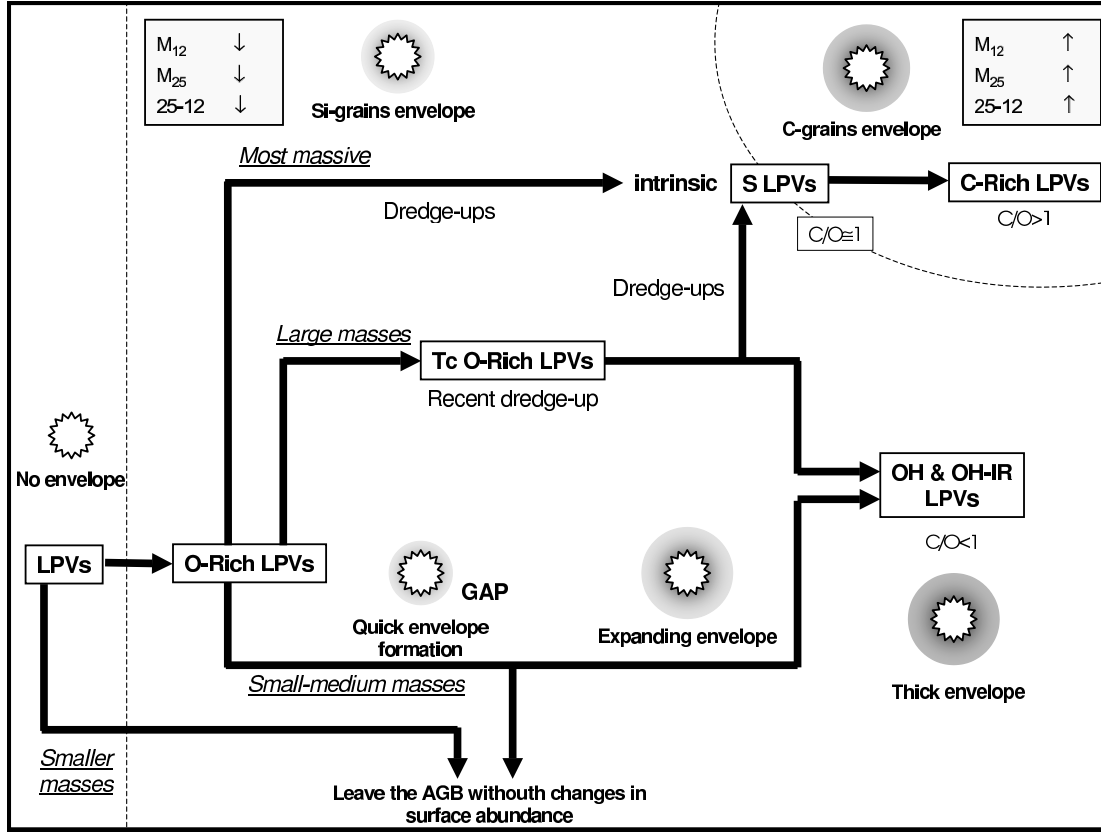 M12 ↓
M25 ↓
25-12 ↓
Si-grains envelope
C-grains envelope
M12 ↑
M25 ↑
25-12 ↑
Most massive
Dredge-ups
intrinsic
S LPVs
C-Rich LPVs
C/O>1
C/O≅1
Dredge-ups
Large masses
Tc O-Rich LPVs
Recent dredge-up
No envelope
OH & OH-IR
LPVs
C/O<1
LPVs
O-Rich LPVs
GAP
Quick envelope
formation
Expanding envelope
Thick envelope
Small-medium masses
Smaller
masses
Leave the AGB withouth changes in
surface abundance